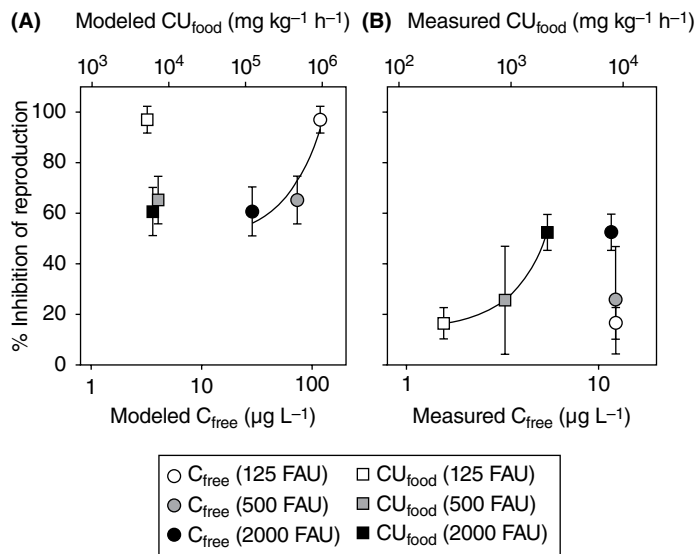 (A) Modeled CU_food (mg kg⁻¹ h⁻¹)
(B) Measured CU_food (mg kg⁻¹ h⁻¹)
10³ 10⁴ 10⁵ 10⁶
10² 10³ 10⁴
% Inhibition of reproduction
100
80
60
40
20
0
1 10 100
1 10
Modeled C_free (µg L⁻¹)
Measured C_free (µg L⁻¹)
C_free (125 FAU) CU_food (125 FAU)
C_free (500 FAU) CU_food (500 FAU)
C_free (2000 FAU) CU_food (2000 FAU)